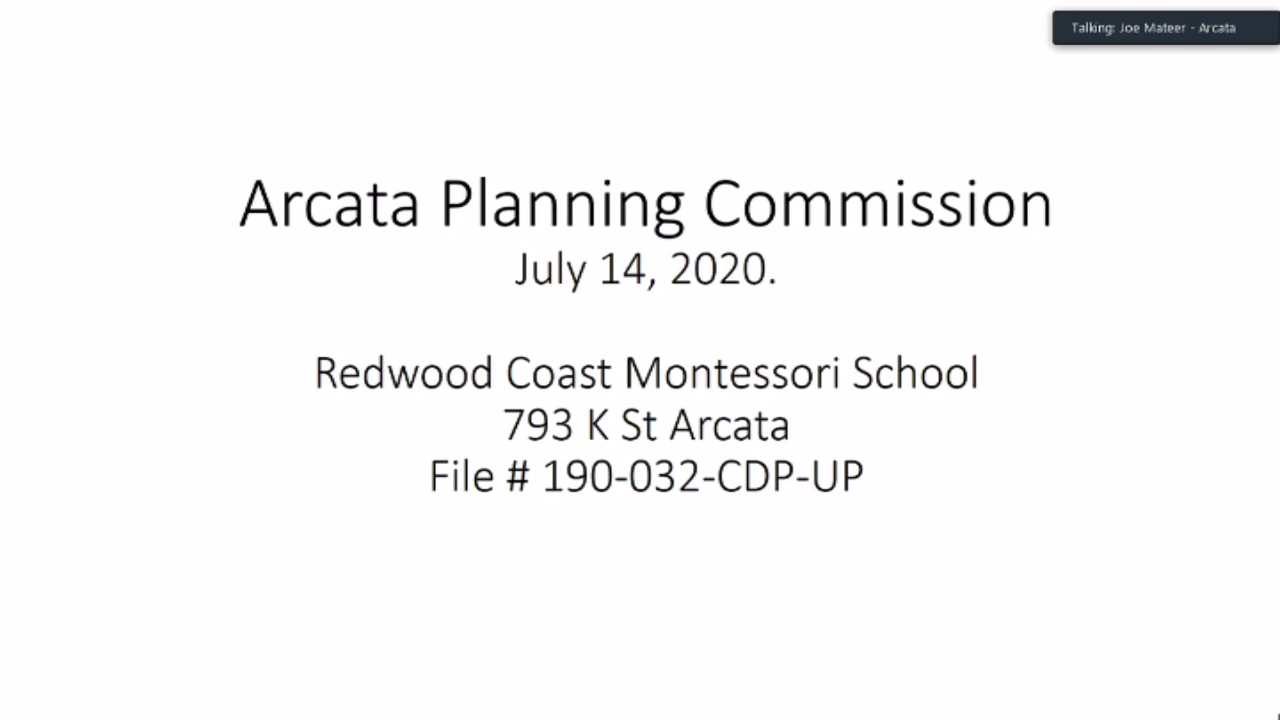 Talking: Joe Mateer - Arcata
Arcata Planning Commission
July 14, 2020.
Redwood Coast Montessori School
793 K St Arcata
File # 190-032-CDP-UP